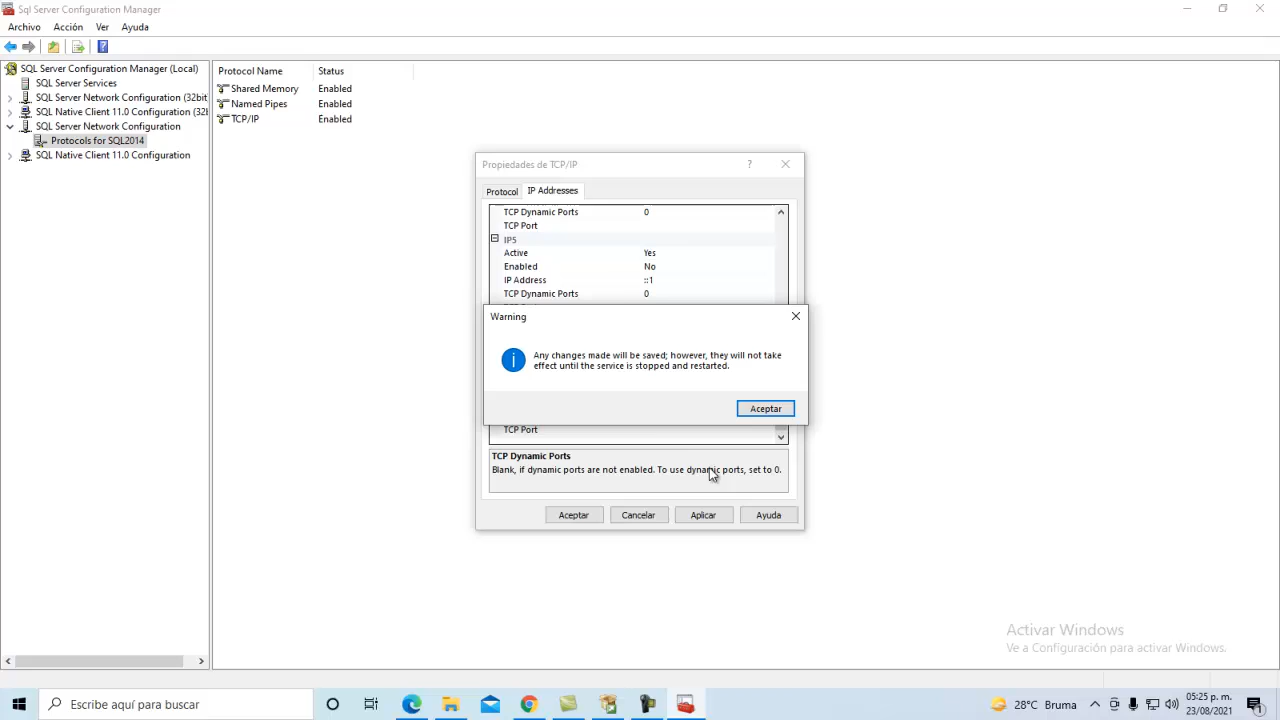 Sql Server Configuration Manager
Archivo Acción Ver Ayuda
SQL Server Configuration Manager (Local)
SQL Server Services
SQL Server Network Configuration (32bit
SQL Native Client 11.0 Configuration (32
SQL Server Network Configuration
Protocols for SQL2014
SQL Native Client 11.0 Configuration
Protocol Name Status
Shared Memory Enabled
Named Pipes Enabled
TCP/IP Enabled
Propiedades de TCP/IP ?
Protocol IP Addresses
TCP Dynamic Ports 0
TCP Port
IP5
Active Yes
Enabled No
IP Address ::1
TCP Dynamic Ports 0
Warning
Any changes made will be saved; however, they will not take
effect until the service is stopped and restarted.
Aceptar
TCP Port
TCP Dynamic Ports
Blank, if dynamic ports are not enabled. To use dynamic ports, set to 0.
Aceptar Cancelar Aplicar Ayuda
Activar Windows
Ve a Configuración para activar Windows.
Escribe aquí para buscar
28°C Bruma
05:25 p. m.
23/08/2021
1